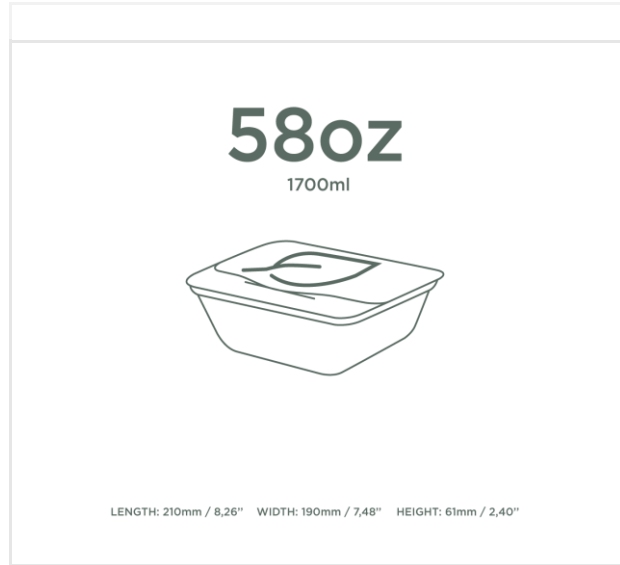 58oz
1700ml
LENGTH: 210mm / 8,26'' WIDTH: 190mm / 7,48'' HEIGHT: 61mm / 2,40''